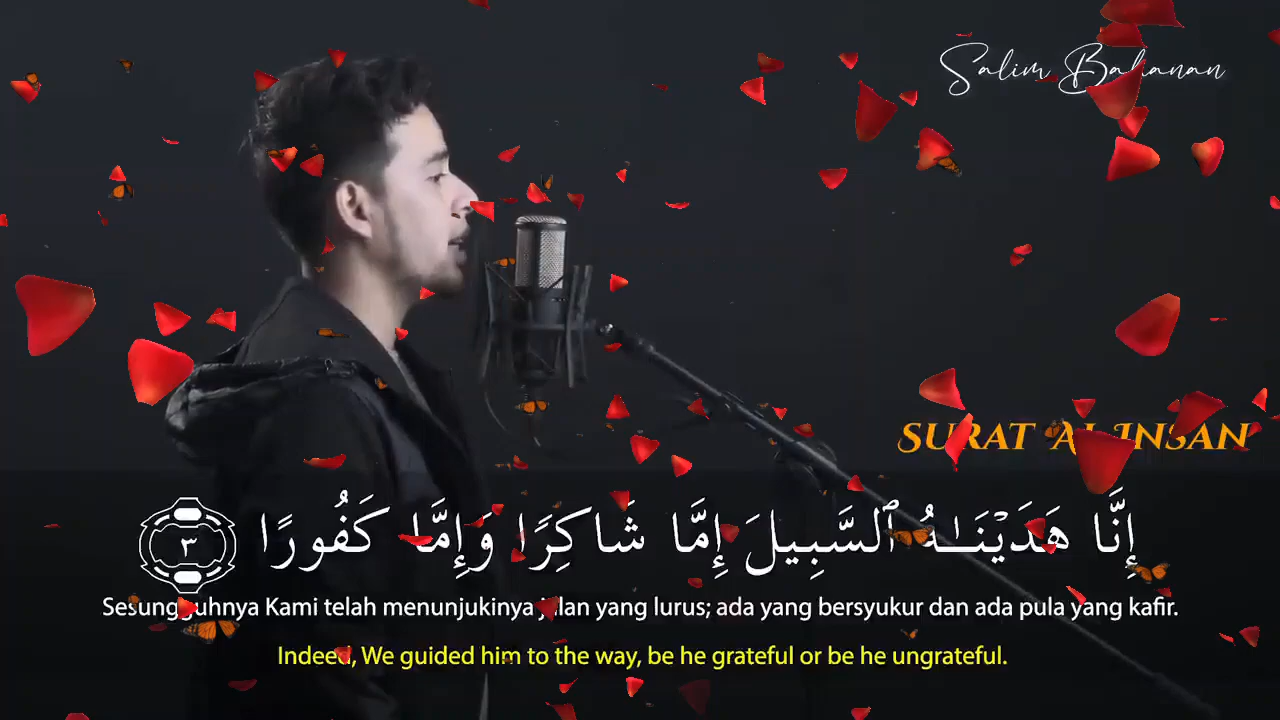 Salim Bahanan
SURAT AL INSAN
إِنَّا هَدَيْنَـٰهُ ٱلسَّبِيلَ إِمَّا شَاكِرًا وَإِمَّا كَفُورًا ٣
Sesungguhnya Kami telah menunjukinya jalan yang lurus; ada yang bersyukur dan ada pula yang kafir.
Indeed, We guided him to the way, be he grateful or be he ungrateful.